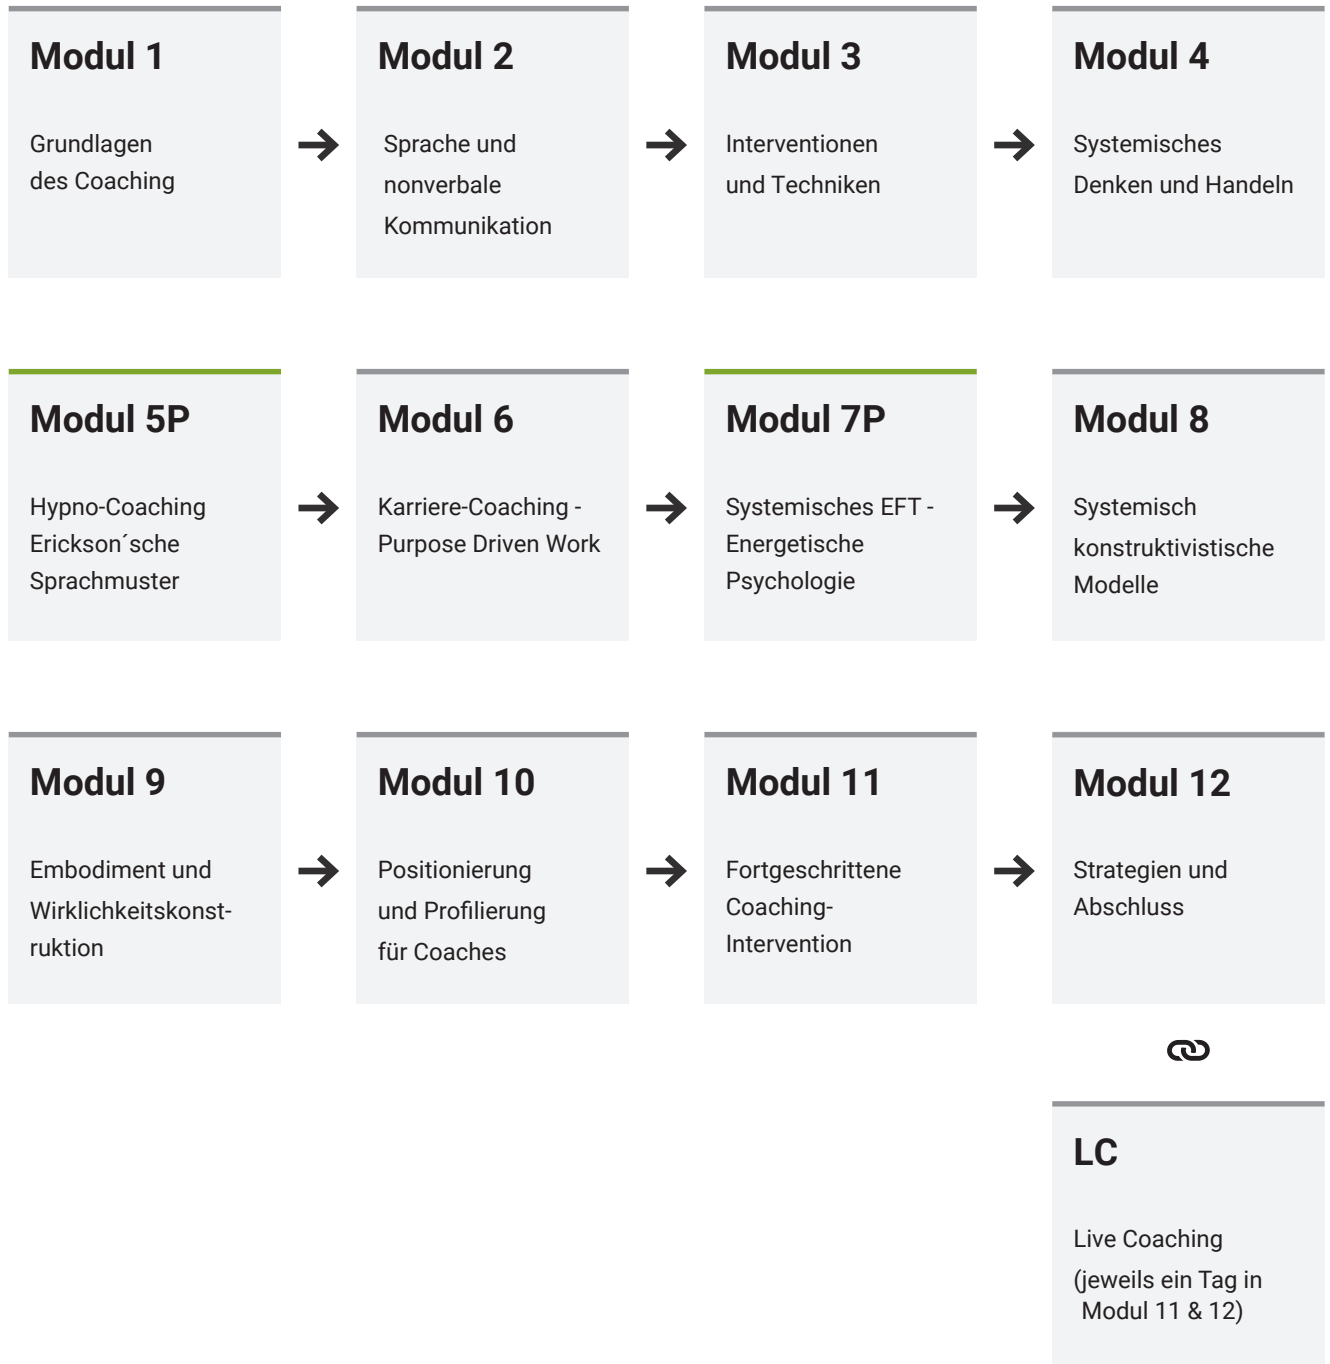 Modul 1
Grundlagen
des Coaching
Modul 2
Sprache und
nonverbale
Kommunikation
Modul 3
Interventionen
und Techniken
Modul 4
Systemisches
Denken und Handeln
Modul 5P
Hypno-Coaching
Erickson´sche
Sprachmuster
Modul 6
Karriere-Coaching -
Purpose Driven Work
Modul 7P
Systemisches EFT -
Energetische
Psychologie
Modul 8
Systemisch
konstruktivistische
Modelle
Modul 9
Embodiment und
Wirklichkeitskonst-
ruktion
Modul 10
Positionierung
und Profilierung
für Coaches
Modul 11
Fortgeschrittene
Coaching-
Intervention
Modul 12
Strategien und
Abschluss
LC
Live Coaching
(jeweils ein Tag in
Modul 11 & 12)